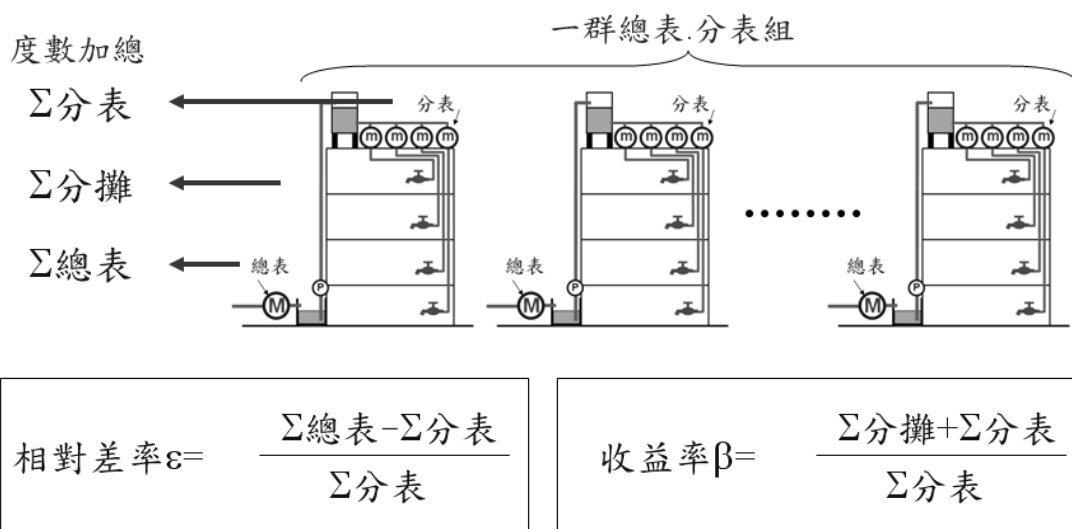 一群總表.分表組
度數加總
Σ分表
Σ分攤
Σ總表
分表
m m m m
總表
M
P
分表
m m m m
總表
M
P
........
分表
m m m m
總表
M
P
相對差率ε= Σ總表-Σ分表
Σ分表
收益率β= Σ分攤+Σ分表
Σ分表